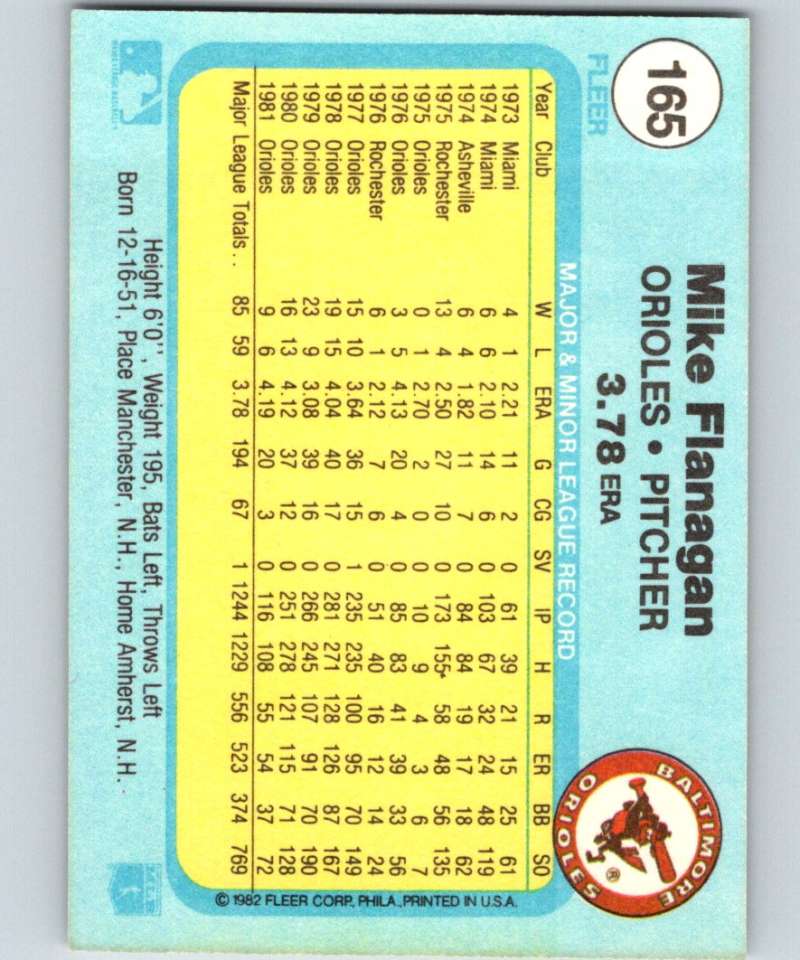 165
FLEER
Mike Flanagan
ORIOLES • PITCHER
3.78 ERA
BALTIMORE ORIOLES ®
MAJOR & MINOR LEAGUE RECORD
Year Club W L ERA G CG SV IP H R ER BB SO
1973 Miami 4 1 2.21 11 2 0 61 39 21 15 25 61
1974 Miami 6 6 2.10 14 6 0 103 67 32 24 48 119
1974 Asheville 6 4 1.82 11 7 0 84 84 19 17 18 62
1975 Rochester 13 4 2.50 27 10 0 173 155 58 48 56 135
1975 Orioles 0 1 2.70 2 0 0 10 9 4 3 6 7
1976 Orioles 3 5 4.13 20 4 0 85 83 41 39 33 56
1976 Rochester 6 1 2.12 7 6 0 51 40 16 12 14 24
1977 Orioles 15 10 3.64 36 15 1 235 235 100 95 70 149
1978 Orioles 19 15 4.04 40 17 0 281 271 128 126 87 167
1979 Orioles 23 9 3.08 39 16 0 266 245 107 91 70 190
1980 Orioles 16 13 4.12 37 12 0 251 278 121 115 71 128
1981 Orioles 9 6 4.19 20 3 0 116 108 55 54 37 72
Major League Totals . . 85 59 3.78 194 67 1 1244 1229 556 523 374 769
© 1982 FLEER CORP., PHILA., PRINTED IN U.S.A.
Height 6'0", Weight 195, Bats Left, Throws Left
Born 12-16-51, Place Manchester, N.H., Home Amherst, N.H.